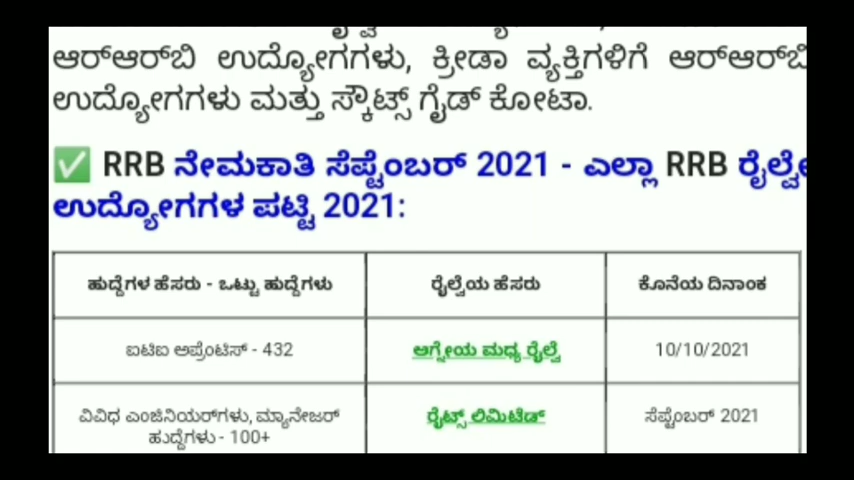 ಆರ್‌ಆರ್‌ಬಿ ಉದ್ಯೋಗಗಳು, ಕ್ರೀಡಾ ವ್ಯಕ್ತಿಗಳಿಗೆ ಆರ್‌ಆರ್‌ಬಿ
ಉದ್ಯೋಗಗಳು ಮತ್ತು ಸ್ಕೌಟ್ಸ್ ಗೈಡ್ ಕೋಟಾ.
✅ RRB ನೇಮಕಾತಿ ಸೆಪ್ಟೆಂಬರ್ 2021 - ಎಲ್ಲಾ RRB ರೈಲ್ವೇ
ಉದ್ಯೋಗಗಳ ಪಟ್ಟಿ 2021:
ಹುದ್ದೆಗಳ ಹೆಸರು - ಒಟ್ಟು ಹುದ್ದೆಗಳು
ರೈಲ್ವೆಯ ಹೆಸರು
ಕೊನೆಯ ದಿನಾಂಕ
ಐಟಿಐ ಅಪ್ರೆಂಟಿಸ್ - 432
ಆಗ್ನೇಯ ಮಧ್ಯ ರೈಲ್ವೆ
10/10/2021
ವಿವಿಧ ಎಂಜಿನಿಯರ್‌ಗಳು, ಮ್ಯಾನೇಜರ್
ಹುದ್ದೆಗಳು - 100+
ರೈಟ್ಸ್ ಲಿಮಿಟೆಡ್
ಸೆಪ್ಟೆಂಬರ್ 2021